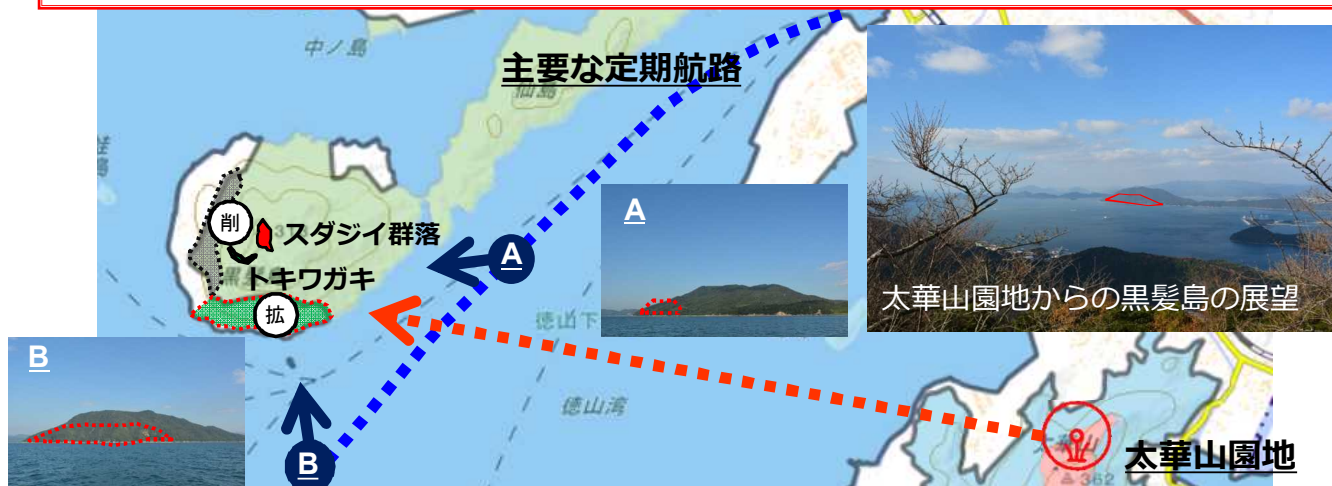 中ノ島
主要な定期航路
仙島
削
スダジイ群落
トキワガキ
拡
A
A
徳山下
太華山園地からの黒髪島の展望
B
徳山湾
B
太華山園地
362